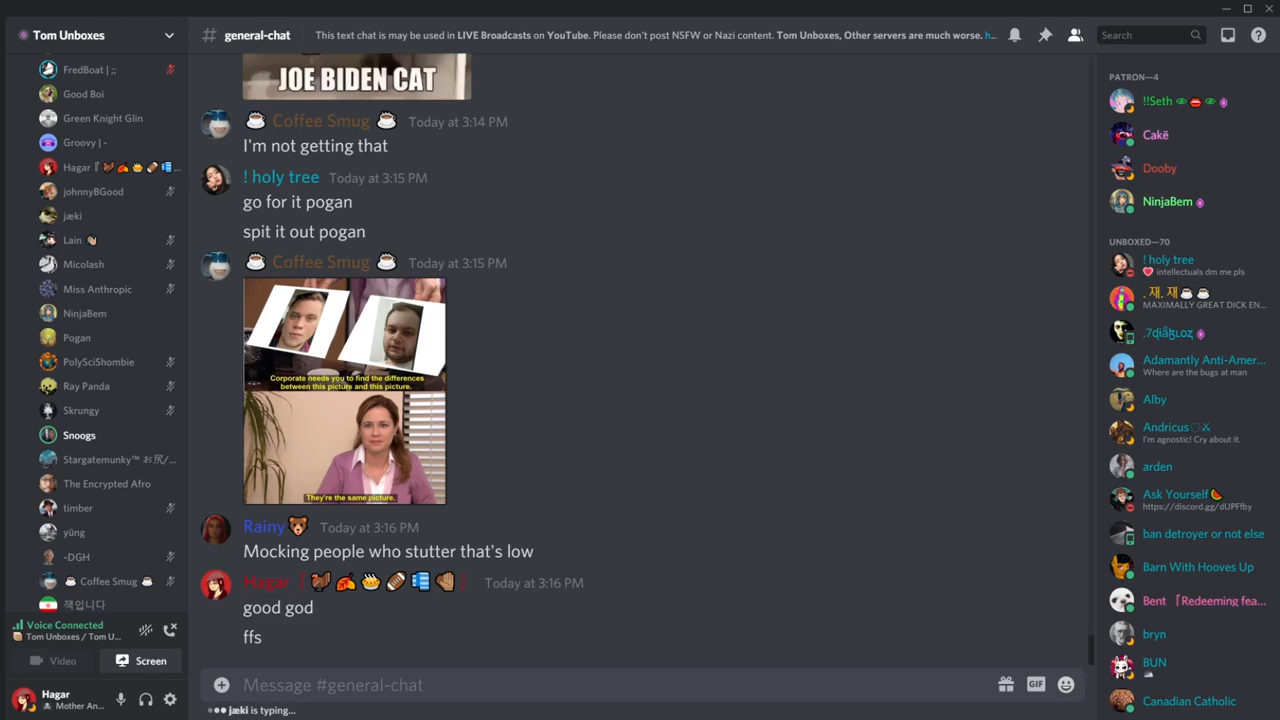 Tom Unboxes
general-chat
This text chat is may be used in LIVE Broadcasts on YouTube. Please don't post NSFW or Nazi content. Tom Unboxes, Other servers are much worse. h...
Search
FredBoat | ;;
Good Boi
Green Knight Glin
Groovy | -
Hagar『🦃🍂🥧🏈...
johnnyBGood
jæki
Lain
Micolash
Miss Anthropic
NinjaBem
Pogan
PolySciShombie
Ray Panda
Skrungy
Snoogs
Stargatemunky™ お尻/...
The Encrypted Afro
timber
yüng
-DGH
☕ Coffee Smug ☕
잭입니다
Voice Connected
Tom Unboxes / Tom U...
Video
Screen
Hagar
Mother An...
JOE BIDEN CAT
☕ Coffee Smug ☕ Today at 3:14 PM
I'm not getting that
! holy tree Today at 3:15 PM
go for it pogan
spit it out pogan
☕ Coffee Smug ☕ Today at 3:15 PM
Corporate needs you to find the differences
between this picture and this picture.
They're the same picture.
Rainy🐻 Today at 3:16 PM
Mocking people who stutter that's low
Hagar Today at 3:16 PM
good god
ffs
Message #general-chat
GIF
jæki is typing...
PATRON—4
!!Seth 👁👄👁
Cakē
Dooby
NinjaBem
UNBOXED—70
! holy tree
❤ intellectuals dm me pls
. 재. 재☕☕
MAXIMALLY GREAT DICK EN...
Adamantly Anti-Amer...
Where are the bugs at man
Alby
Andricus🛡⚔
I'm agnostic! Cry about it.
arden
Ask Yourself🍉
https://discord.gg/dUPFfby
ban detroyer or not else
Barn With Hooves Up
Bent 「Redeeming fea...
bryn
BUN
Canadian Catholic